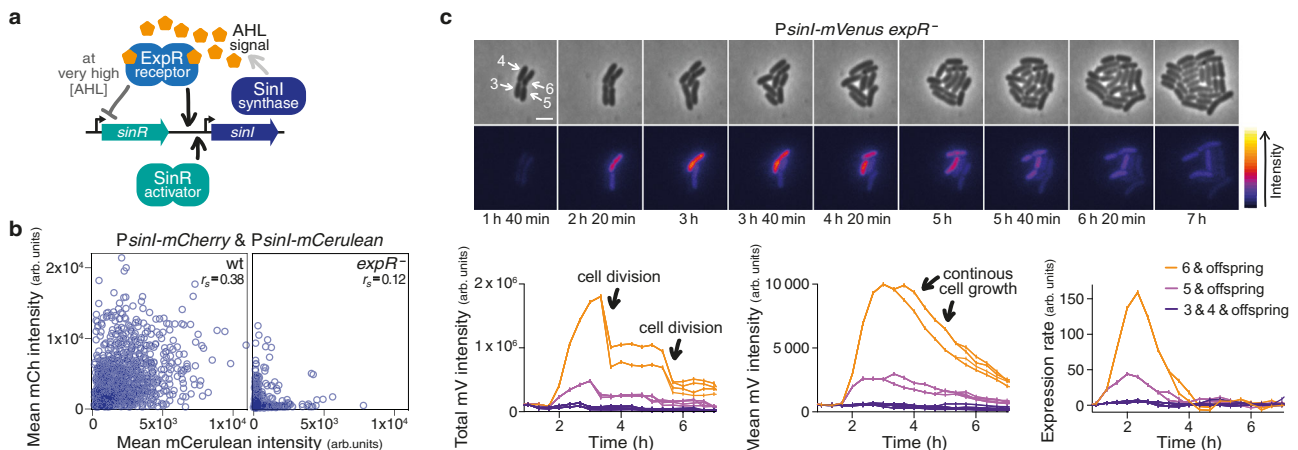 a
AHL
signal
at
very high
[AHL]
ExpR
receptor
SinI
synthase
sinR
sinI
SinR
activator
b
PsinI-mCherry & PsinI-mCerulean
wt
rs=0.38
expR−
rs=0.12
Mean mCh intensity (arb. units)
2x10⁴
1x10⁴
0
0
5x10³
1x10⁴
0
5x10³
1x10⁴
Mean mCerulean intensity (arb.units)
c
PsinI-mVenus expR−
4
3
6
5
Intensity
1 h 40 min
2 h 20 min
3 h
3 h 40 min
4 h 20 min
5 h
5 h 40 min
6 h 20 min
7 h
Total mV intensity (arb. units)
2 x 10⁶
1 x 10⁶
0
cell division
cell division
2
4
6
Time (h)
Mean mV intensity (arb. units)
10 000
5 000
0
continous
cell growth
2
4
6
Time (h)
Expression rate (arb. units)
150
100
50
0
6 & offspring
5 & offspring
3 & 4 & offspring
2
4
6
Time (h)